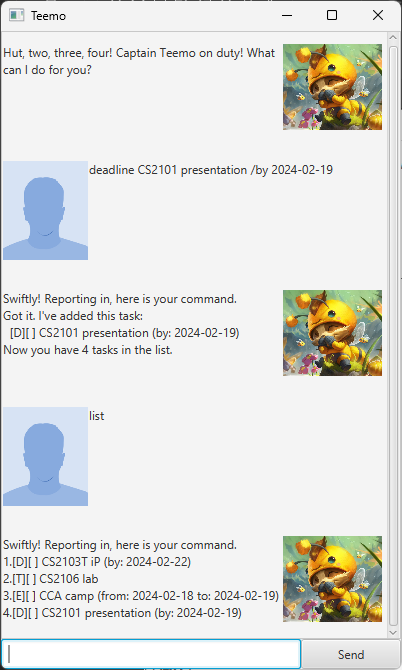 Teemo
Hut, two, three, four! Captain Teemo on duty! What
can I do for you?
deadline CS2101 presentation /by 2024-02-19
Swiftly! Reporting in, here is your command.
Got it. I've added this task:
[D][ ] CS2101 presentation (by: 2024-02-19)
Now you have 4 tasks in the list.
list
Swiftly! Reporting in, here is your command.
1.[D][ ] CS2103T iP (by: 2024-02-22)
2.[T][ ] CS2106 lab
3.[E][ ] CCA camp (from: 2024-02-18 to: 2024-02-19)
4.[D][ ] CS2101 presentation (by: 2024-02-19)
Send